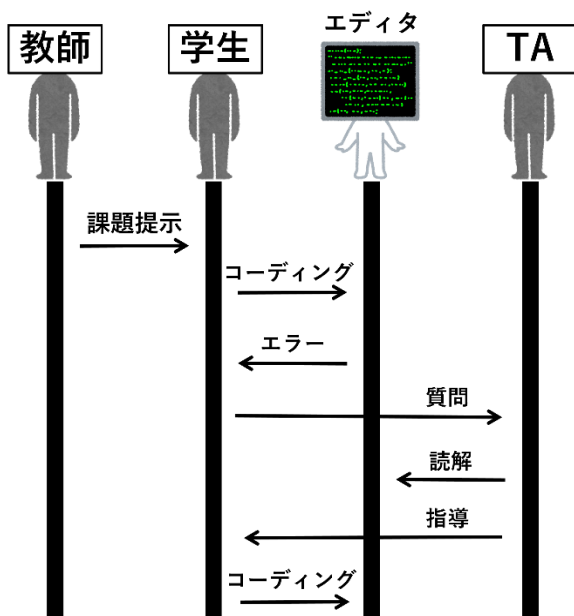 教師
学生
エディタ
TA
課題提示
コーディング
エラー
質問
読解
指導
コーディング